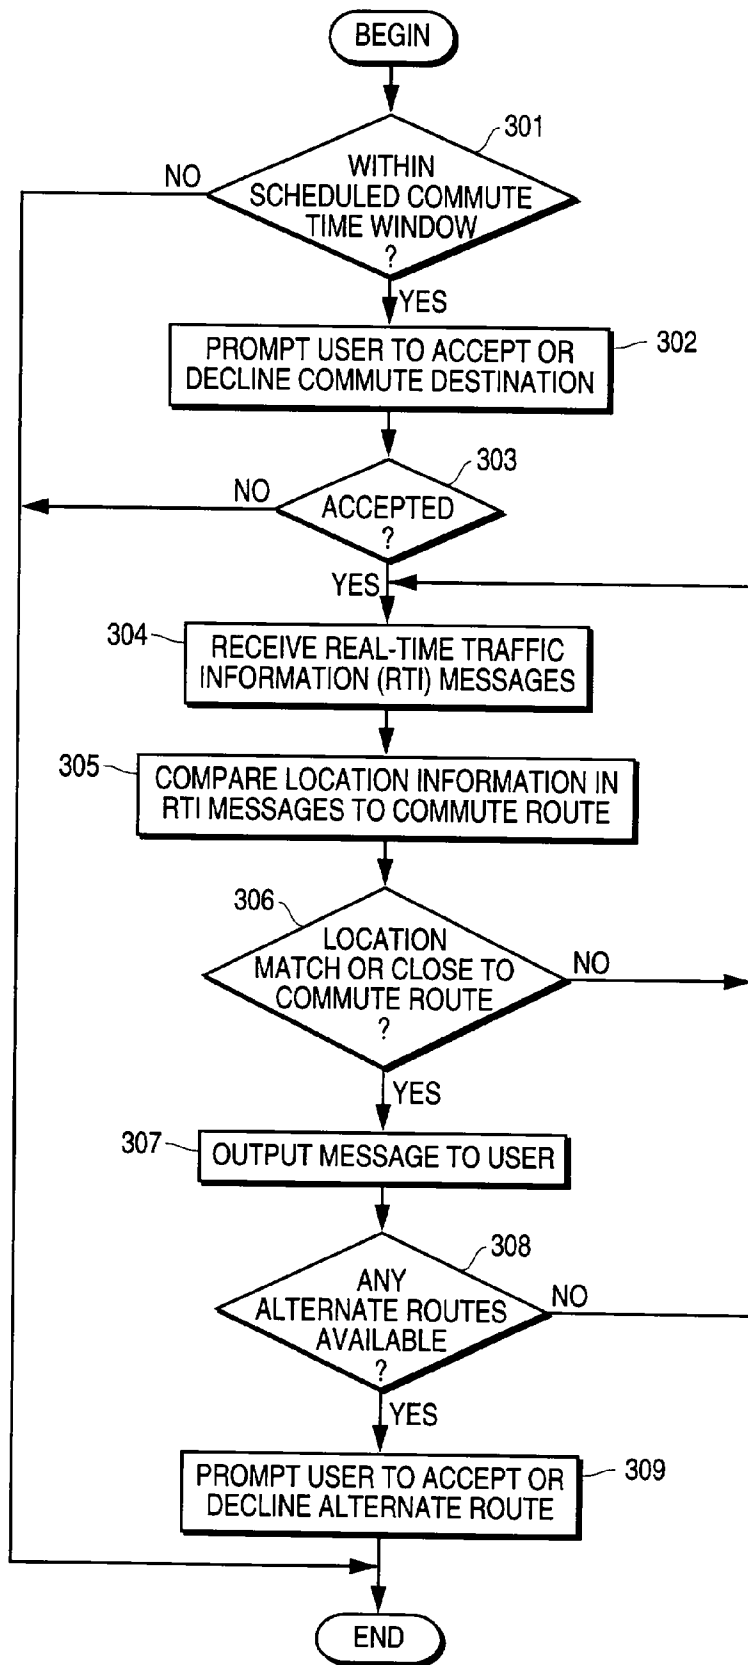 BEGIN
301
WITHIN
SCHEDULED COMMUTE
TIME WINDOW
?
NO
YES
PROMPT USER TO ACCEPT OR
DECLINE COMMUTE DESTINATION
302
303
ACCEPTED
?
NO
YES
304
RECEIVE REAL-TIME TRAFFIC
INFORMATION (RTI) MESSAGES
305
COMPARE LOCATION INFORMATION IN
RTI MESSAGES TO COMMUTE ROUTE
306
LOCATION
MATCH OR CLOSE TO
COMMUTE ROUTE
?
NO
YES
307
OUTPUT MESSAGE TO USER
308
ANY
ALTERNATE ROUTES
AVAILABLE
?
NO
YES
PROMPT USER TO ACCEPT OR
DECLINE ALTERNATE ROUTE
309
END